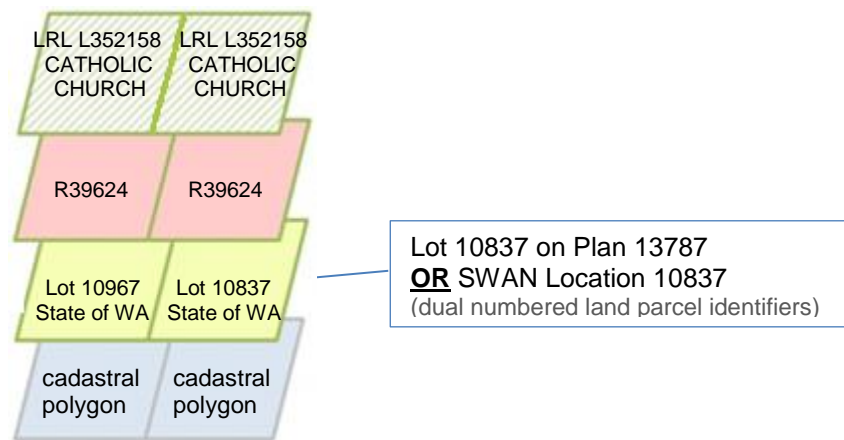 LRL L352158 LRL L352158
CATHOLIC CATHOLIC
CHURCH CHURCH
R39624 R39624
Lot 10967 Lot 10837
State of WA State of WA
cadastral cadastral
polygon polygon
Lot 10837 on Plan 13787
OR SWAN Location 10837
(dual numbered land parcel identifiers)